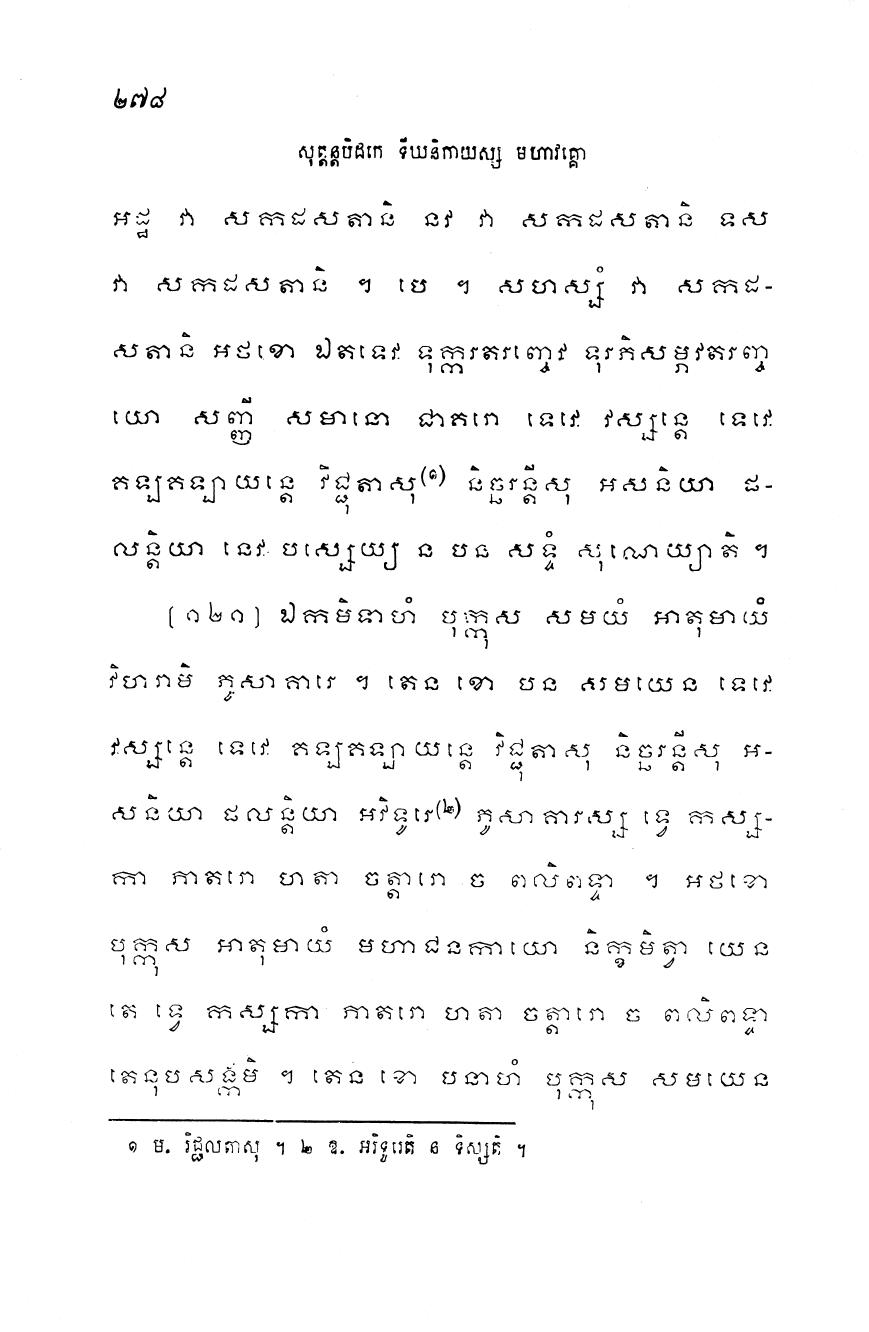 ២៧៨
សុត្តន្តបិដកេ ទីឃនិកាយស្ស មហាវគ្គោ
អដ្ឋ វា សកដសតានិ នវ វា សកដសតានិ ទស
វា សកដសតានិ ។ បេ ។ សហស្សំ វា សកដ-
សតានិ អថខោ ឯតទេវ ទុក្ករតរញ្ចេវ ទុរភិសម្ភវតរញ្ច
យោ សញ្ញី សមានោ ជាគរោ ទេវេ វស្សន្តេ ទេវេ
គឡគឡាយន្តេ វិជ្ជុតាសុ(១) និច្ឆរន្តីសុ អសនិយា ដ-
លន្តិយា នេវ បស្សេយ្យ ន បន សទ្ទំ សុណេយ្យាតិ ។
(១២១) ឯកមិទាហំ បុក្កុស សមយំ អាតុមាយំ
វិហរាមិ ភូសាគារេ ។ តេន ខោ បន សមយេន ទេវេ
វស្សន្តេ ទេវេ គឡគឡាយន្តេ វិជ្ជុតាសុ និច្ឆរន្តីសុ អ-
សនិយា ដលន្តិយា អវិទូរេ(២) ភូសាគារស្ស ទ្វេ កស្ស-
កា ភាតរោ ហតា ចត្តារោ ច ពលិពទ្ទា ។ អថខោ
បុក្កុស អាតុមាយំ មហាជនកាយោ និក្ខមិត្វា យេន
តេ ទ្វេ កស្សកា ភាតរោ ហតា ចត្តារោ ច ពលិពទ្ទា
តេនុបសង្កមិ ។ តេន ខោ បនាហំ បុក្កុស សមយេន
១ ម. វិជ្ជុលតាសុ ។ ២ ឱ. អវិទូរេតិ ន ទិស្សតិ ។